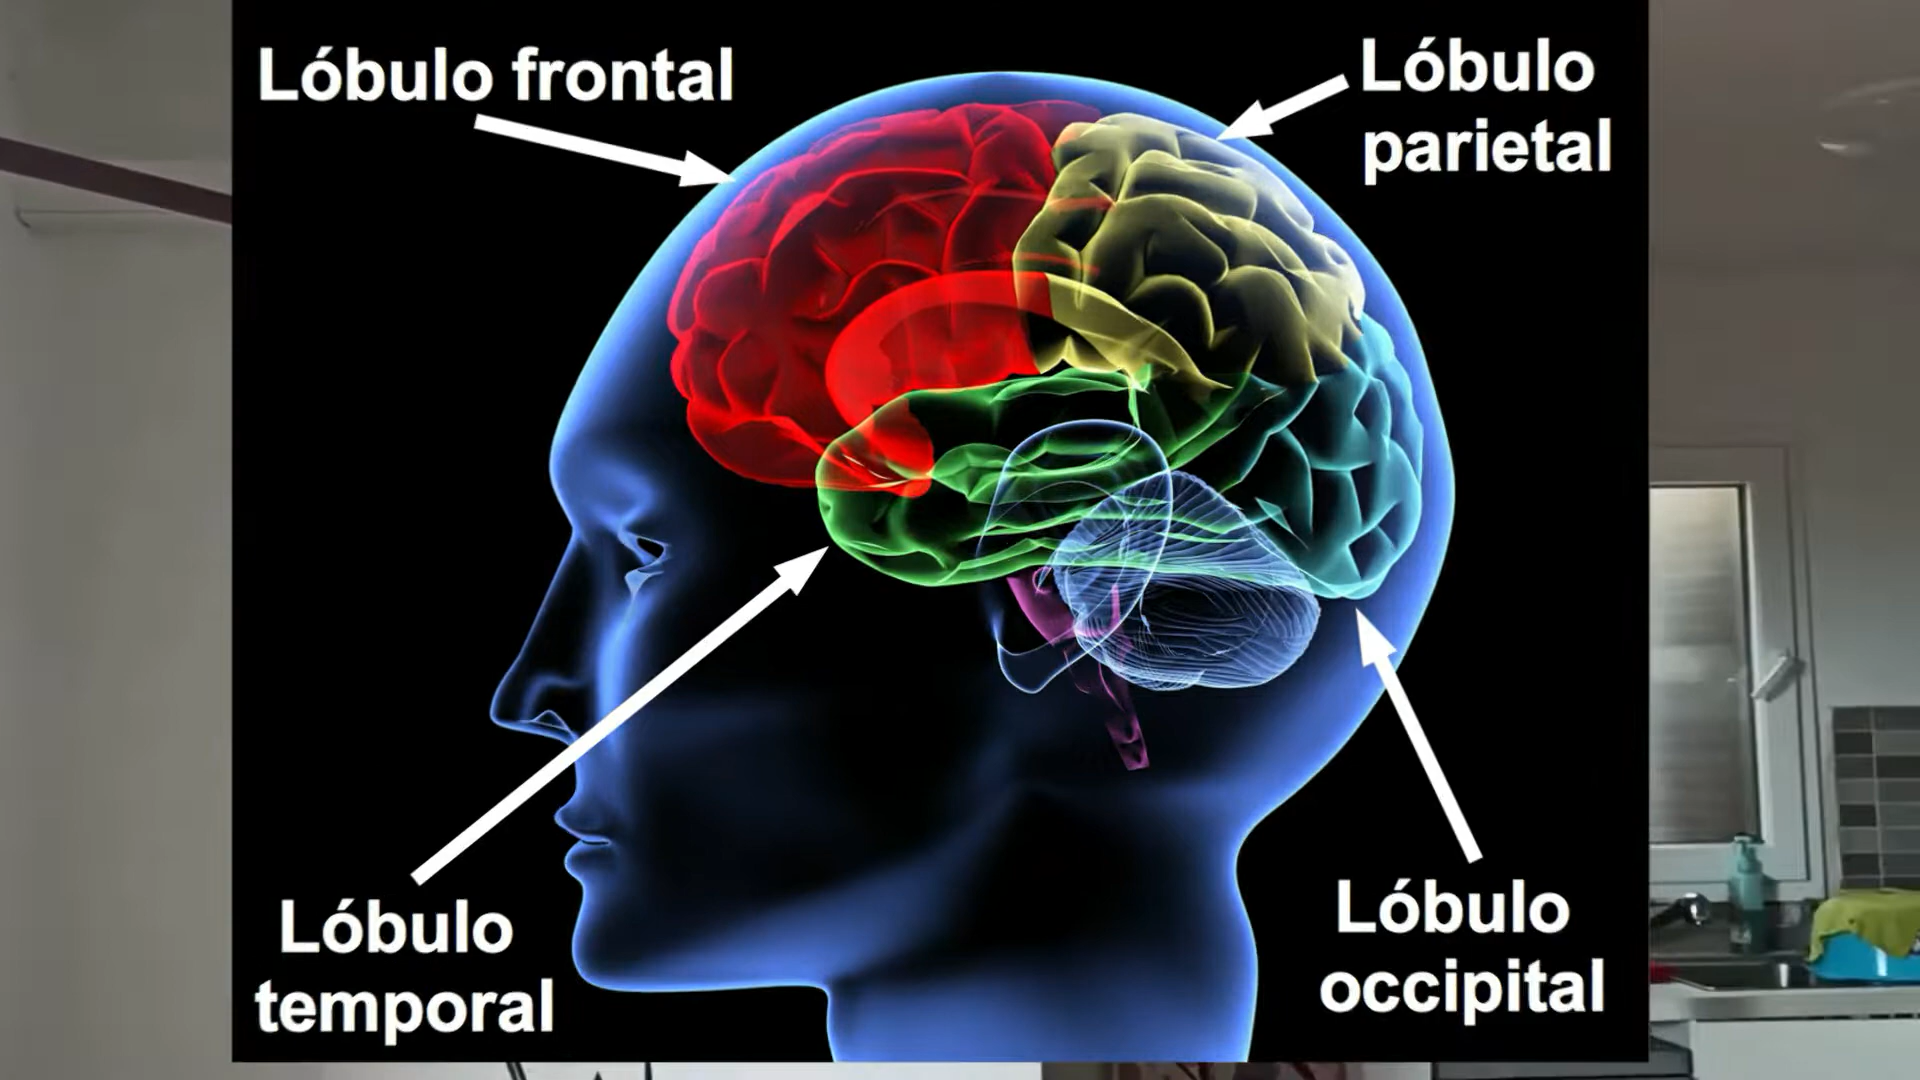 Lóbulo frontal
Lóbulo
parietal
Lóbulo
temporal
Lóbulo
occipital